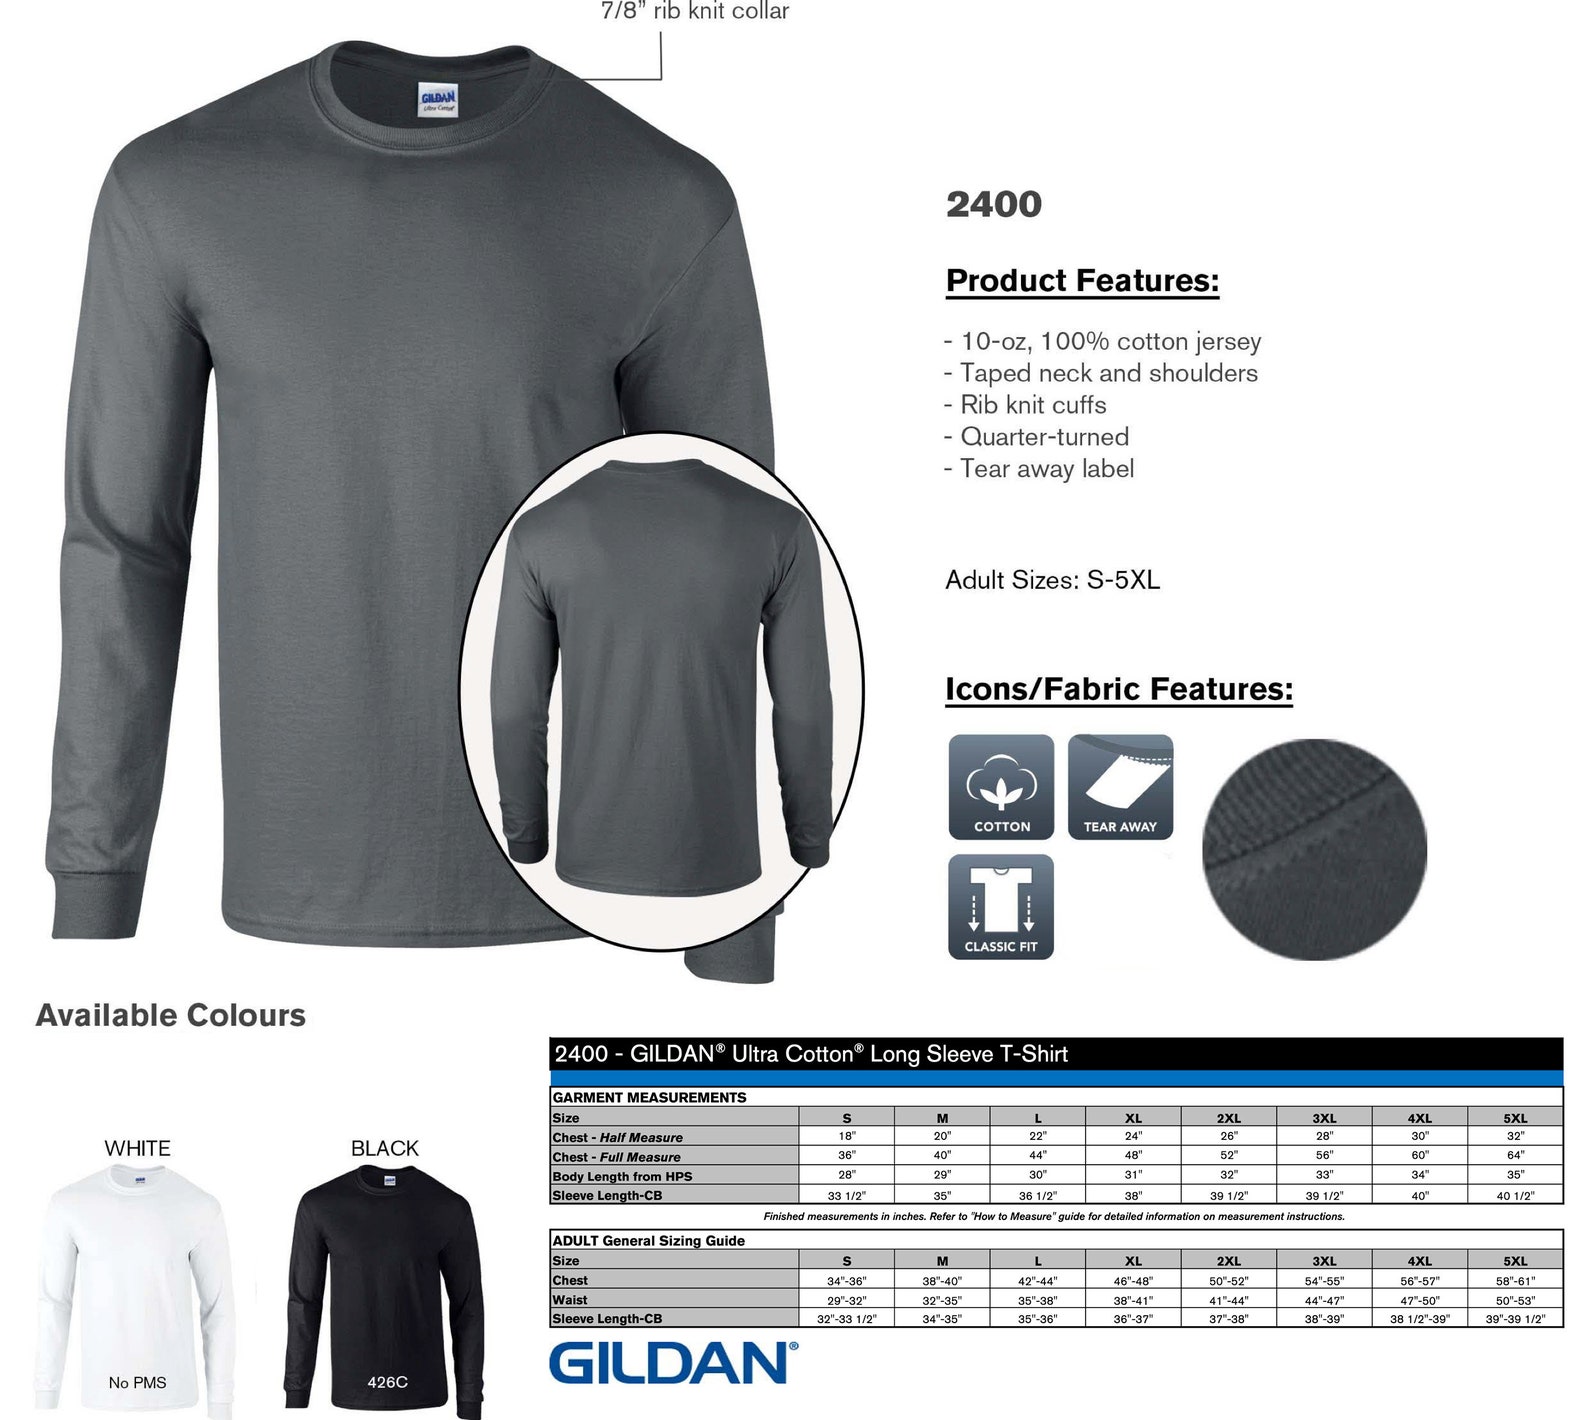 7/8” rib knit collar
GILDAN
Ultra Cotton®
2400
Product Features:
- 10-oz, 100% cotton jersey
- Taped neck and shoulders
- Rib knit cuffs
- Quarter-turned
- Tear away label
Adult Sizes: S-5XL
Icons/Fabric Features:
COTTON
TEAR AWAY
CLASSIC FIT
Available Colours
WHITE
BLACK
No PMS
426C
2400 - GILDAN® Ultra Cotton® Long Sleeve T-Shirt
GARMENT MEASUREMENTS
Size S M L XL 2XL 3XL 4XL 5XL
Chest - Half Measure 18" 20" 22" 24" 26" 28" 30" 32"
Chest - Full Measure 36" 40" 44" 48" 52" 56" 60" 64"
Body Length from HPS 28" 29" 30" 31" 32" 33" 34" 35"
Sleeve Length-CB 33 1/2" 35" 36 1/2" 38" 39 1/2" 39 1/2" 40" 40 1/2"
Finished measurements in inches. Refer to "How to Measure" guide for detailed information on measurement instructions.
ADULT General Sizing Guide
Size S M L XL 2XL 3XL 4XL 5XL
Chest 34"-36" 38"-40" 42"-44" 46"-48" 50"-52" 54"-55" 56"-57" 58"-61"
Waist 29"-32" 32"-35" 35"-38" 38"-41" 41"-44" 44"-47" 47"-50" 50"-53"
Sleeve Length-CB 32"-33 1/2" 34"-35" 35"-36" 36"-37" 37"-38" 38"-39" 38 1/2"-39" 39"-39 1/2"
GILDAN®